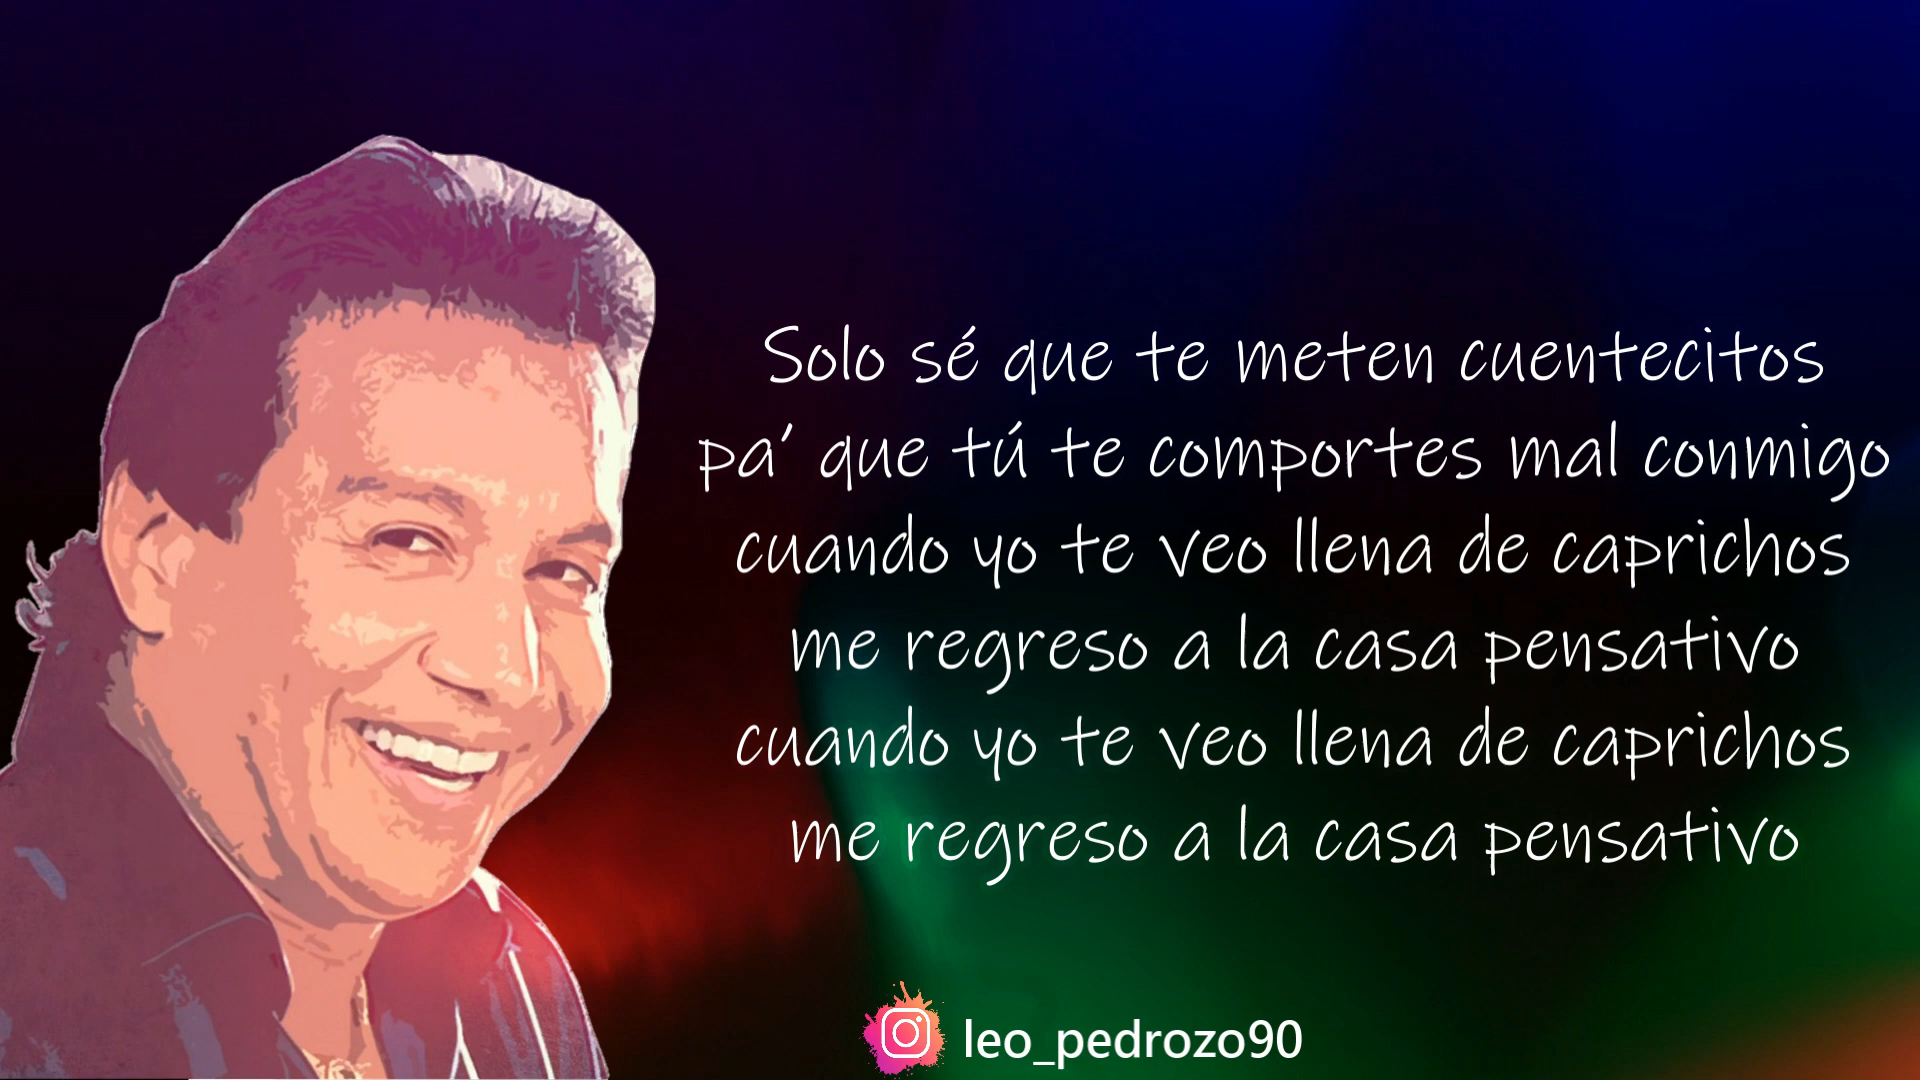 Solo sé que te meten cuentecitos
pa' que tú te comportes mal conmigo
cuando yo te veo llena de caprichos
me regreso a la casa pensativo
cuando yo te veo llena de caprichos
me regreso a la casa pensativo
leo_pedrozo90